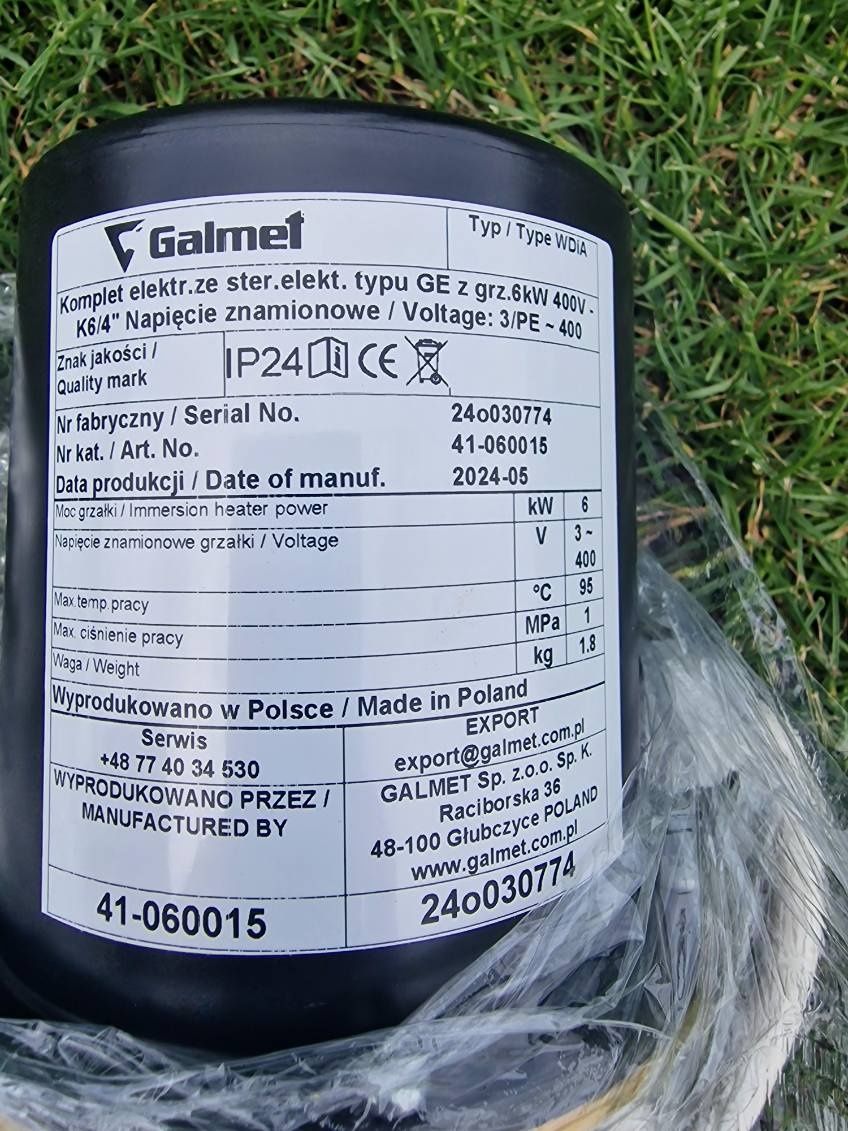 Galmet
Typ / Type WDiA
Komplet elektr.ze ster.elekt. typu GE z grz.6kW 400V -
K6/4" Napięcie znamionowe / Voltage: 3/PE ~ 400
Znak jakości /
Quality mark
IP24 CE
Nr fabryczny / Serial No. 24o030774
Nr kat. / Art. No. 41-060015
Data produkcji / Date of manuf. 2024-05
Moc grzałki / Immersion heater power kW 6
Napięcie znamionowe grzałki / Voltage V 3 ~
400
Max.temp.pracy °C 95
Max. ciśnienie pracy MPa 1
Waga / Weight kg 1.8
Wyprodukowano w Polsce / Made in Poland
Serwis
+48 77 40 34 530
EXPORT
export@galmet.com.pl
WYPRODUKOWANO PRZEZ /
MANUFACTURED BY
GALMET Sp. z.o.o. Sp. K.
Raciborska 36
48-100 Głubczyce POLAND
www.galmet.com.pl
41-060015
24o030774